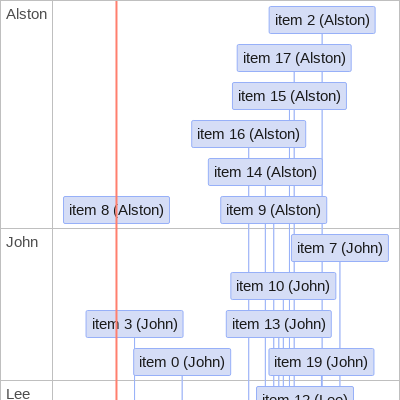 Alston
item 2 (Alston)
item 17 (Alston)
item 15 (Alston)
item 16 (Alston)
item 14 (Alston)
item 8 (Alston)
item 9 (Alston)
John
item 7 (John)
item 10 (John)
item 3 (John)
item 13 (John)
item 0 (John)
item 19 (John)
Lee
item 12 (Lee)